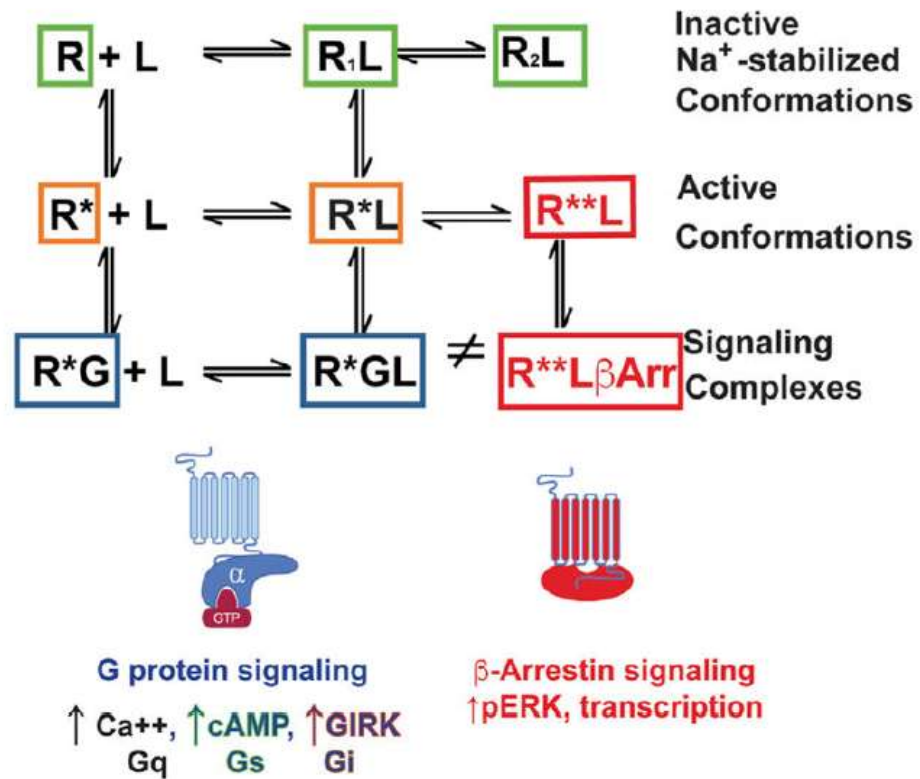 R + L ⇌ R₁L ⇌ R₂L
Inactive
Na⁺-stabilized
Conformations
R* + L ⇌ R*L ⇌ R**L
Active
Conformations
R*G + L ⇌ R*GL ≠ R**LβArr
Signaling
Complexes
α
GTP
G protein signaling
↑ Ca++, ↑cAMP, ↑GIRK
Gq Gs Gi
β-Arrestin signaling
↑pERK, transcription